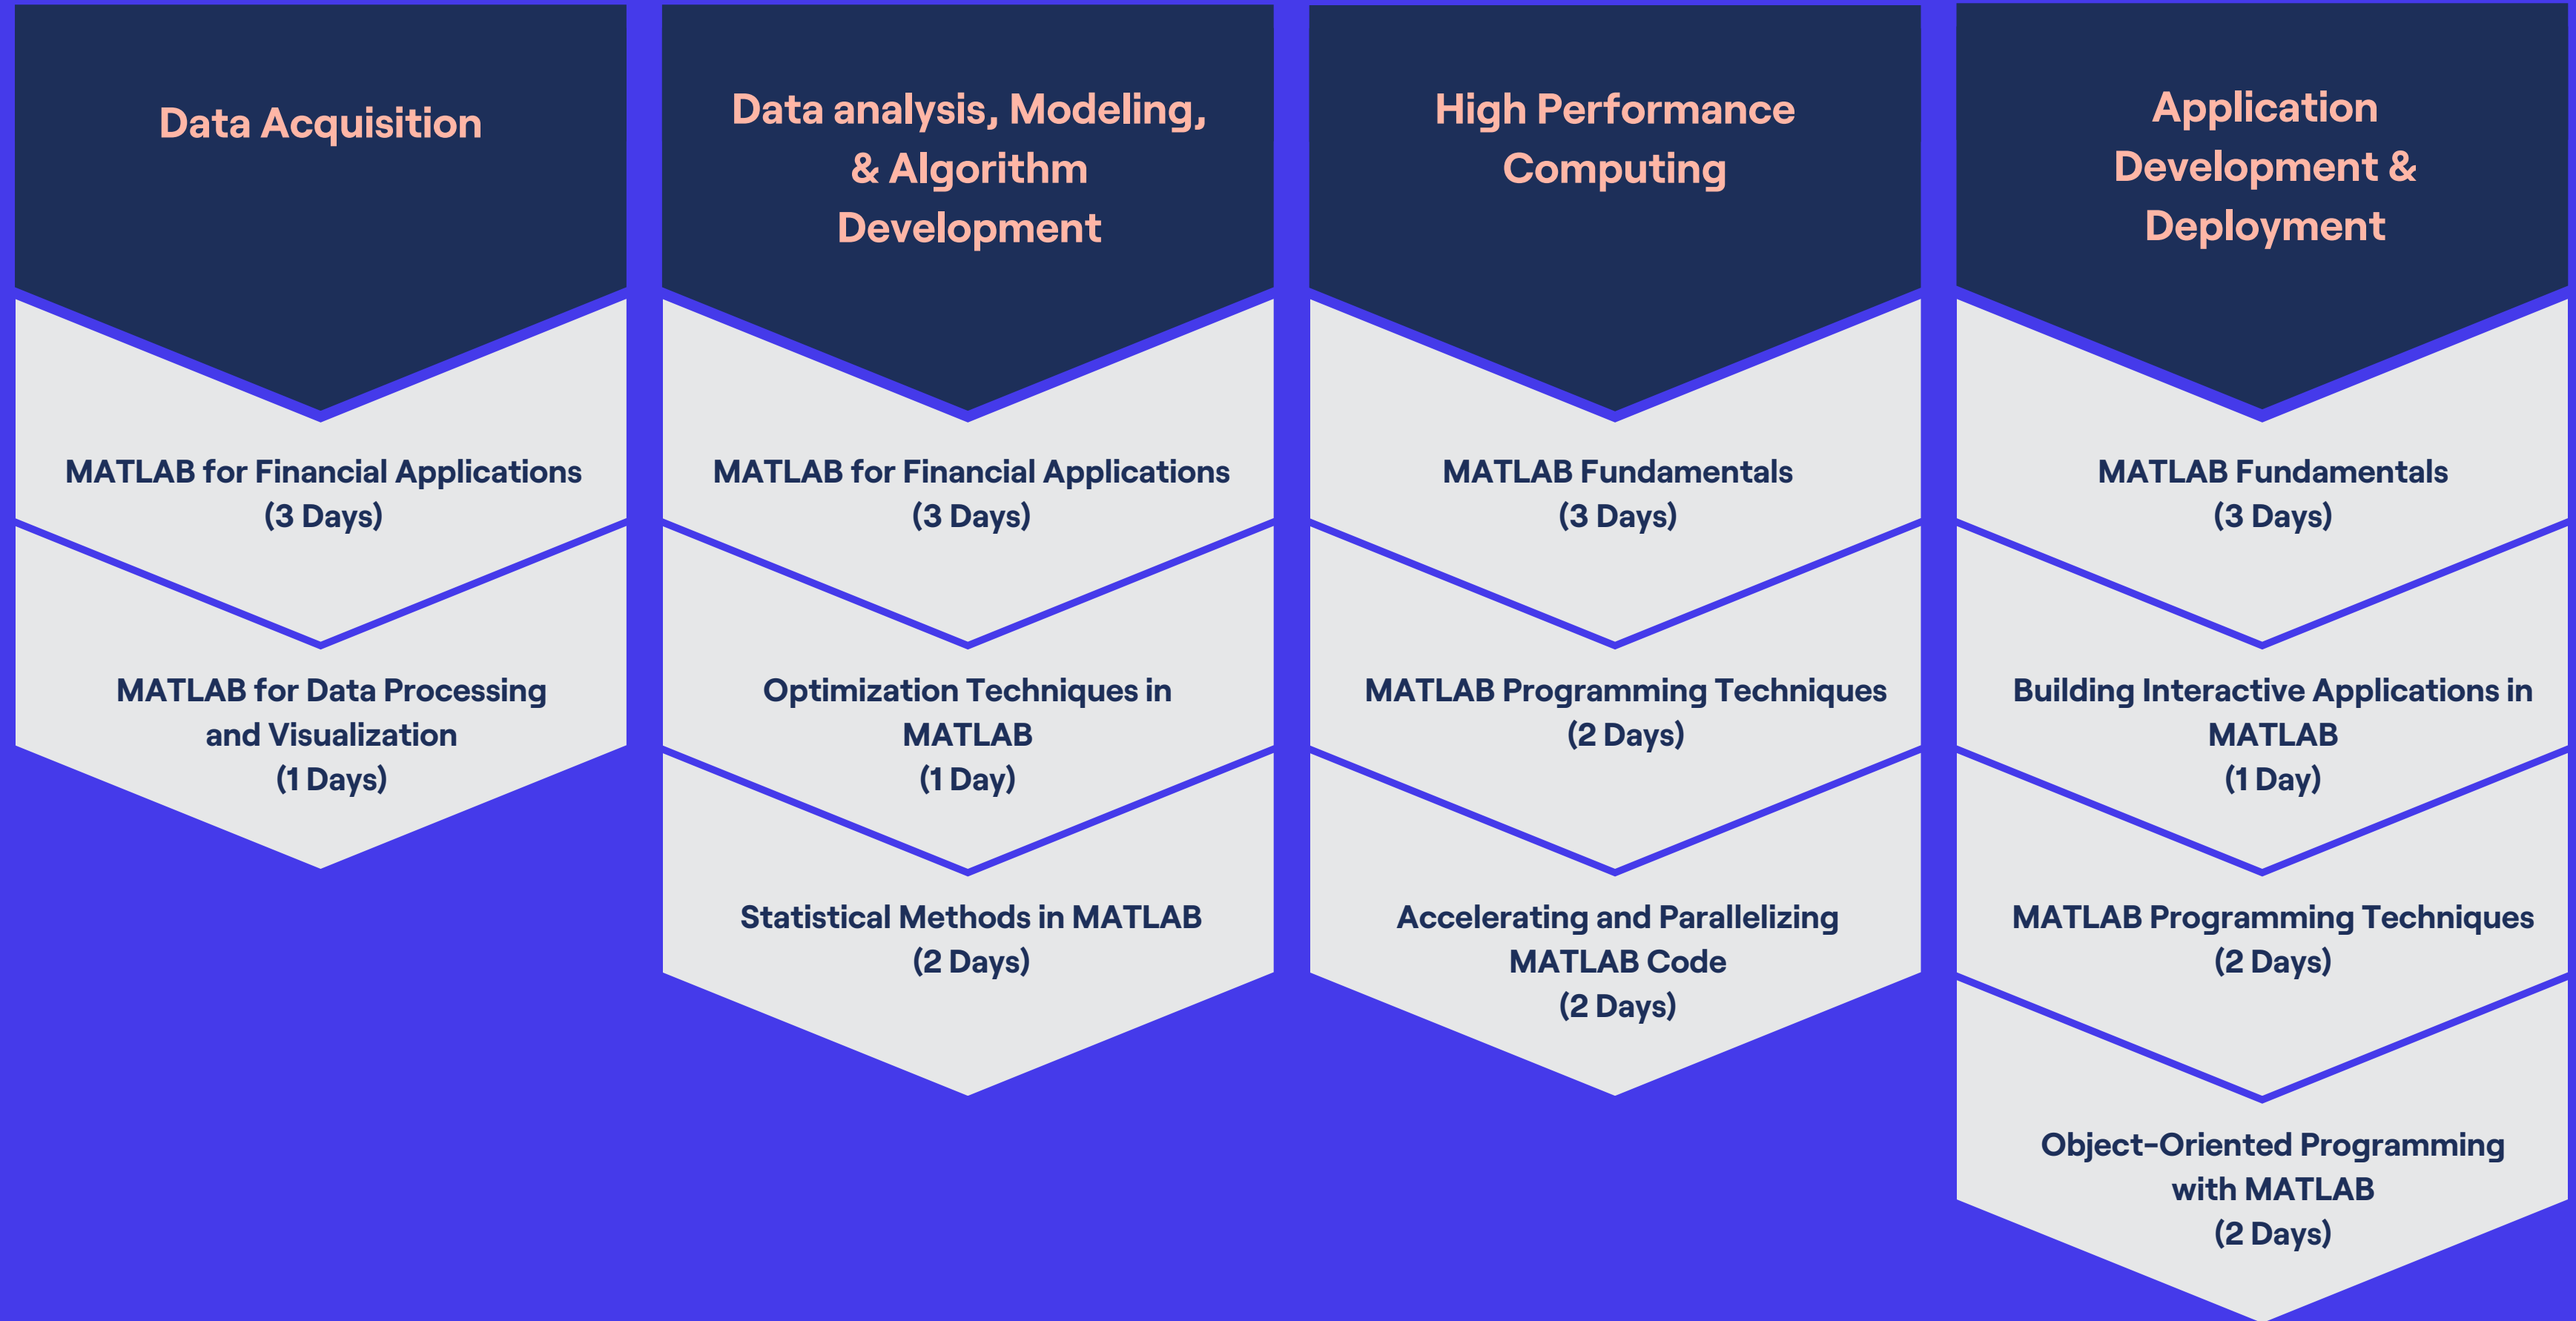 Data Acquisition
MATLAB for Financial Applications
(3 Days)
MATLAB for Data Processing
and Visualization
(1 Days)
Data analysis, Modeling,
& Algorithm
Development
MATLAB for Financial Applications
(3 Days)
Optimization Techniques in
MATLAB
(1 Day)
Statistical Methods in MATLAB
(2 Days)
High Performance
Computing
MATLAB Fundamentals
(3 Days)
MATLAB Programming Techniques
(2 Days)
Accelerating and Parallelizing
MATLAB Code
(2 Days)
Application
Development &
Deployment
MATLAB Fundamentals
(3 Days)
Building Interactive Applications in
MATLAB
(1 Day)
MATLAB Programming Techniques
(2 Days)
Object-Oriented Programming
with MATLAB
(2 Days)